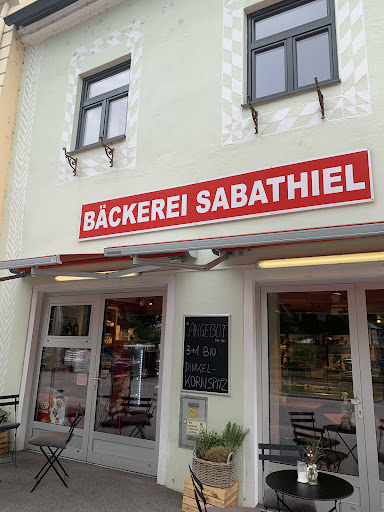 BÄCKEREI SABATHIEL
ANGEBOT
3+1 BIO
DINKEL-
KORNSPITZ